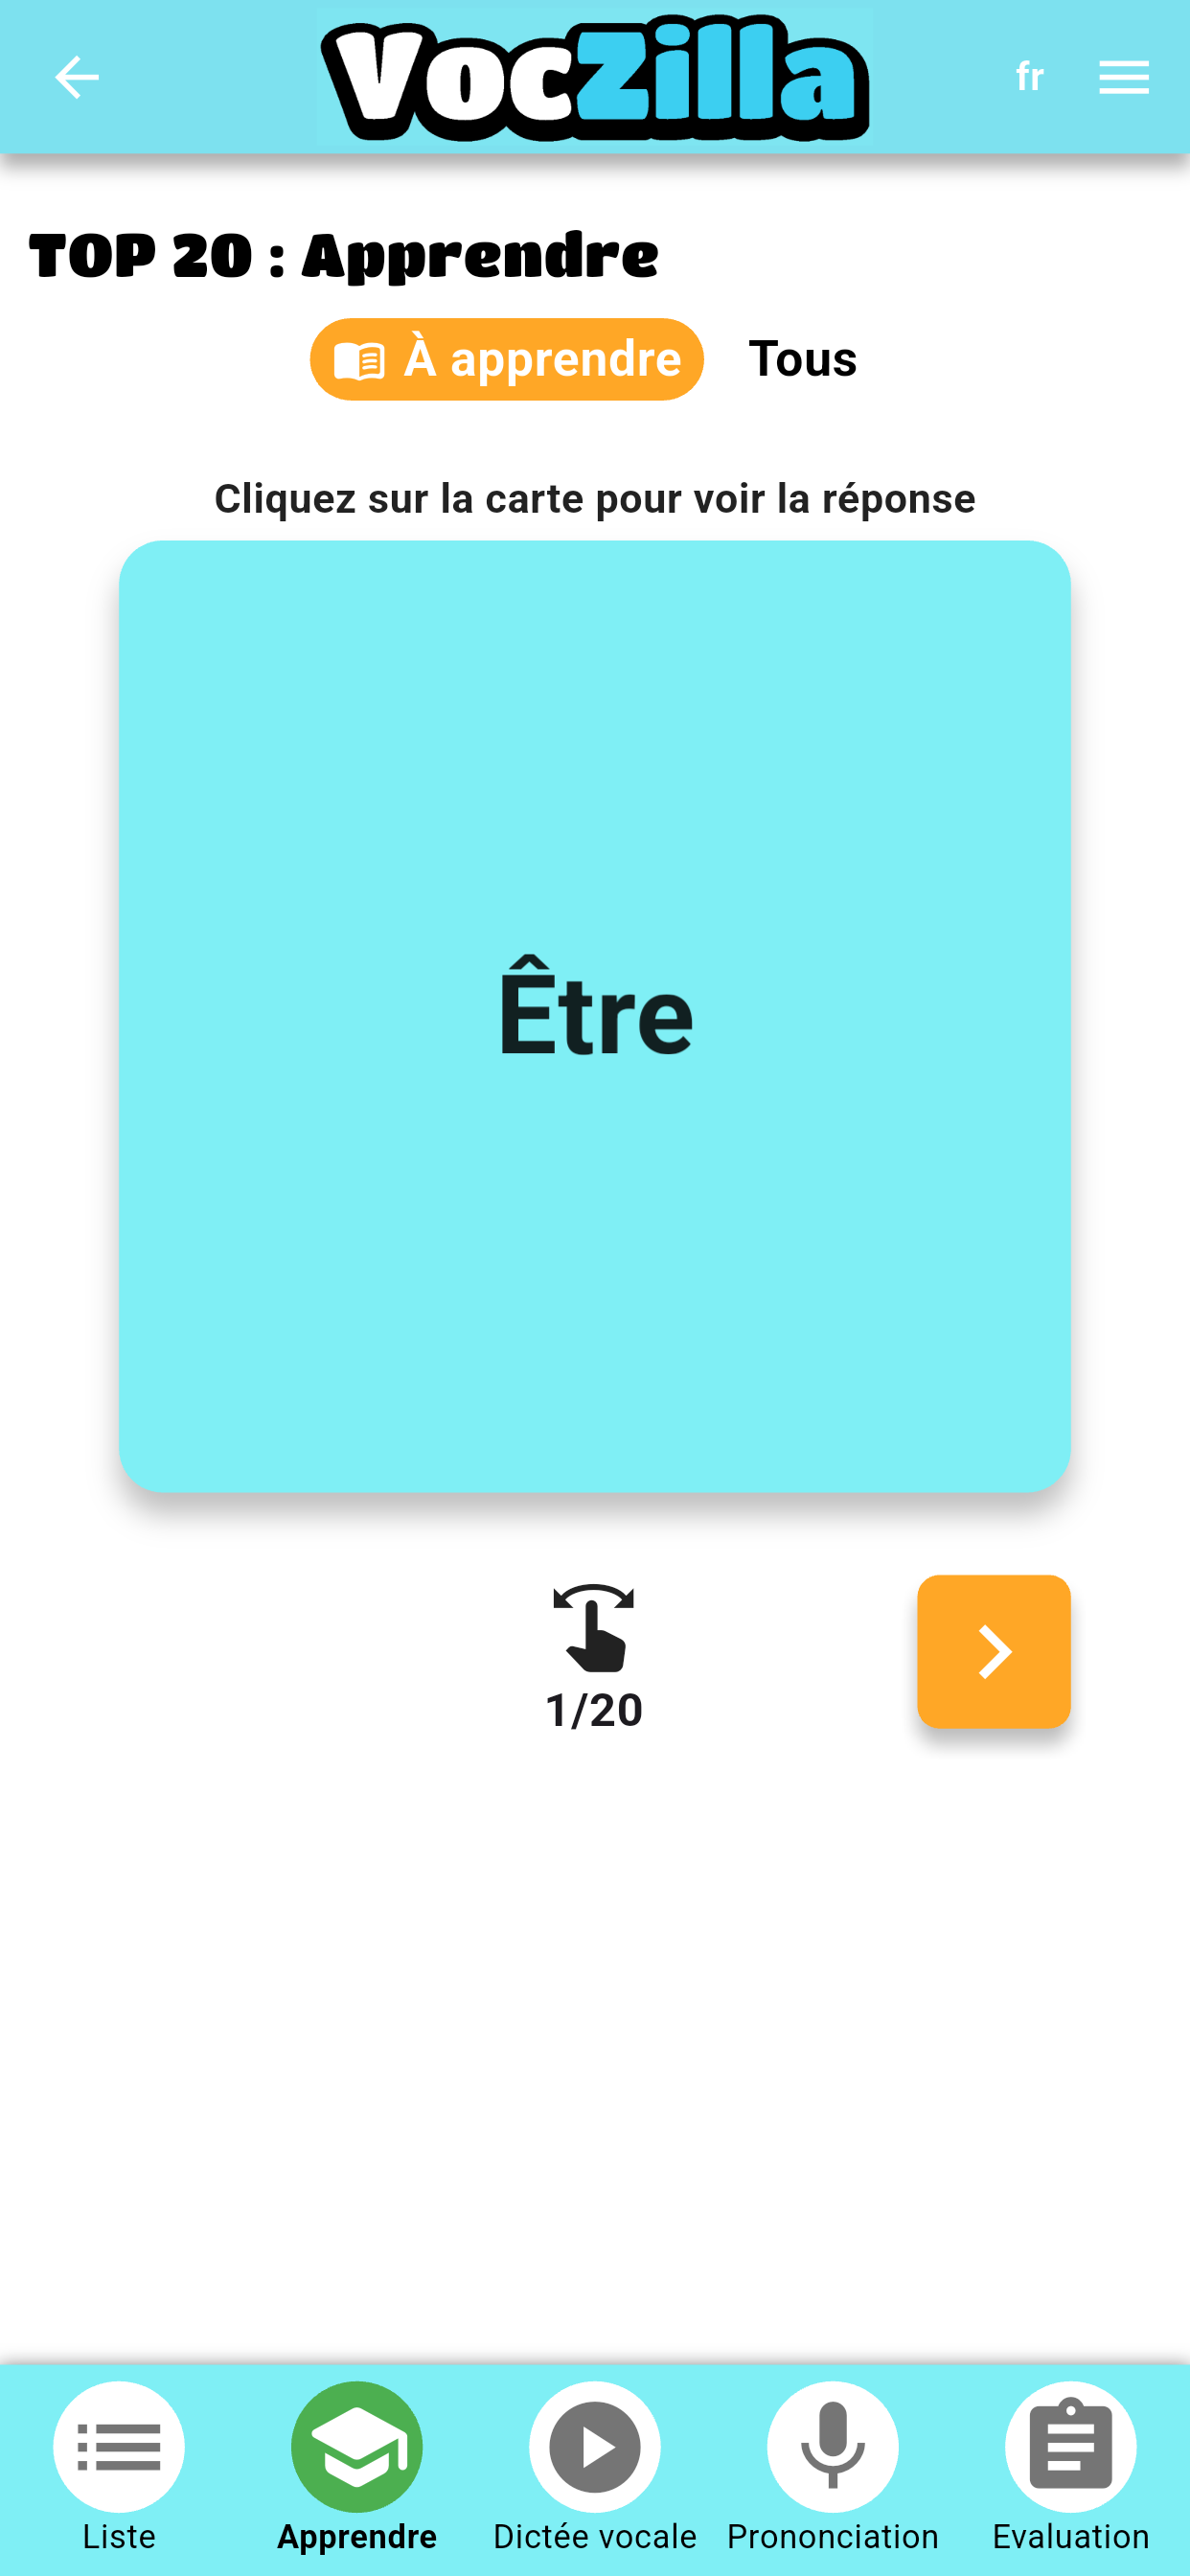 VocZilla
fr
TOP 20 : Apprendre
À apprendre
Tous
Cliquez sur la carte pour voir la réponse
Être
1/20
Liste
Apprendre
Dictée vocale
Prononciation
Evaluation